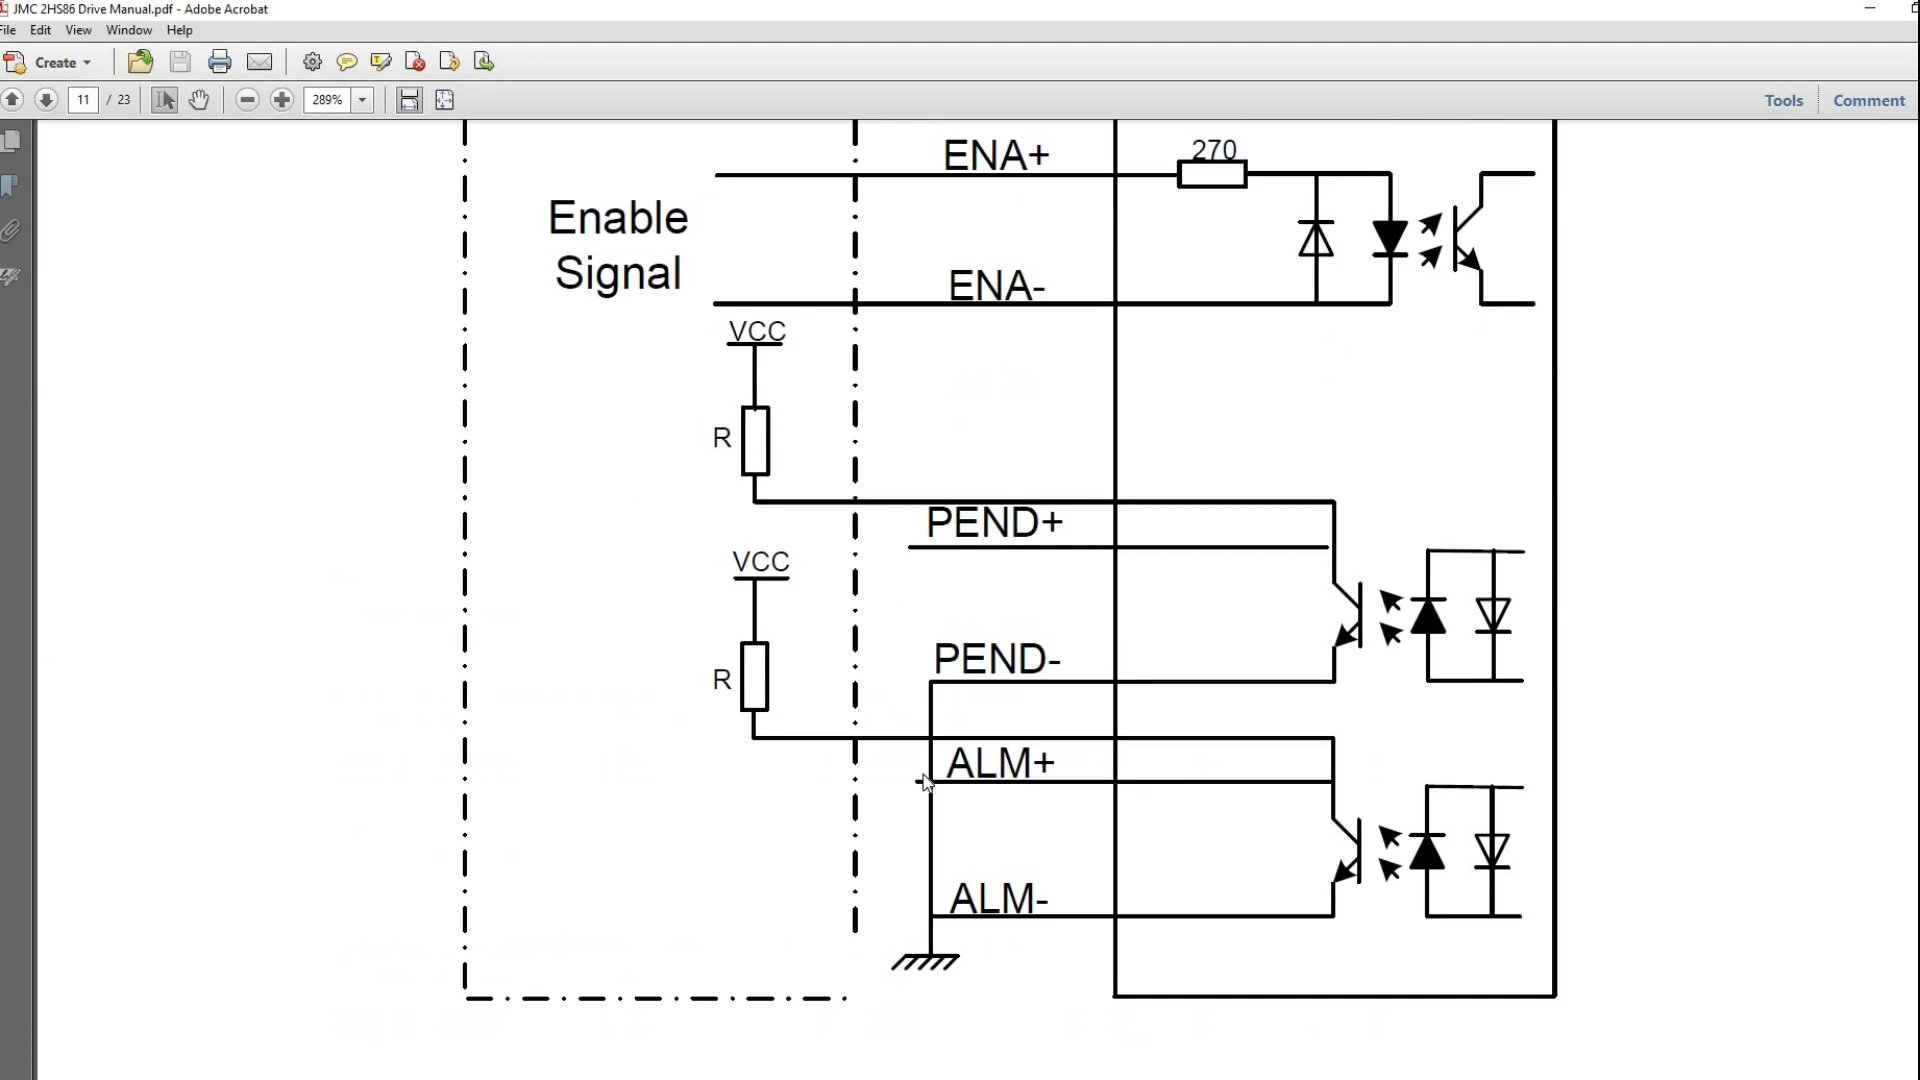 JMC 2HS86 Drive Manual.pdf - Adobe Acrobat
File Edit View Window Help
Create
11 / 23 289% Tools Comment
ENA+ 270
Enable
Signal
ENA-
VCC
R
PEND+
VCC
PEND-
R
ALM+
ALM-